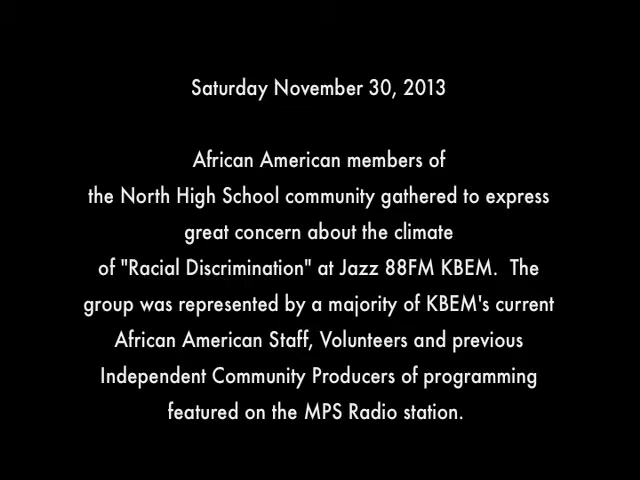 Saturday November 30, 2013
African American members of
the North High School community gathered to express
great concern about the climate
of "Racial Discrimination" at Jazz 88FM KBEM.  The
group was represented by a majority of KBEM's current
African American Staff, Volunteers and previous
Independent Community Producers of programming
featured on the MPS Radio station.